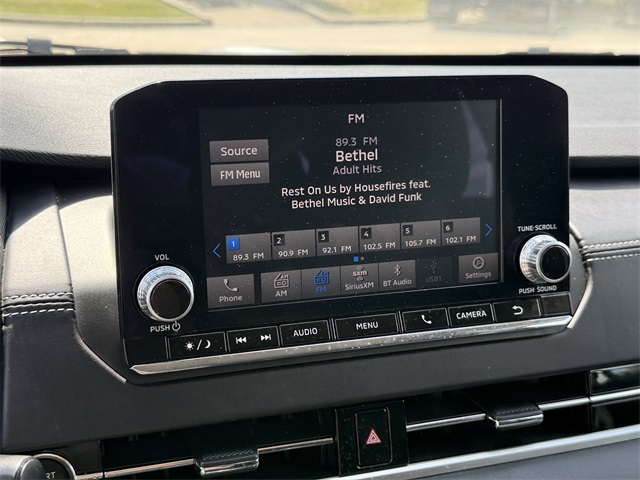 FM
89.3 FM
Bethel
Adult Hits
Source
FM Menu
Rest On Us by Housefires feat.
Bethel Music & David Funk
1 2 3 4 5 6
89.3 FM 90.9 FM 92.1 FM 102.5 FM 105.7 FM 102.1 FM
Phone AM FM sxm SiriusXM BT Audio USB1 Settings
VOL
PUSH
TUNE·SCROLL
PUSH SOUND
AUDIO MENU CAMERA